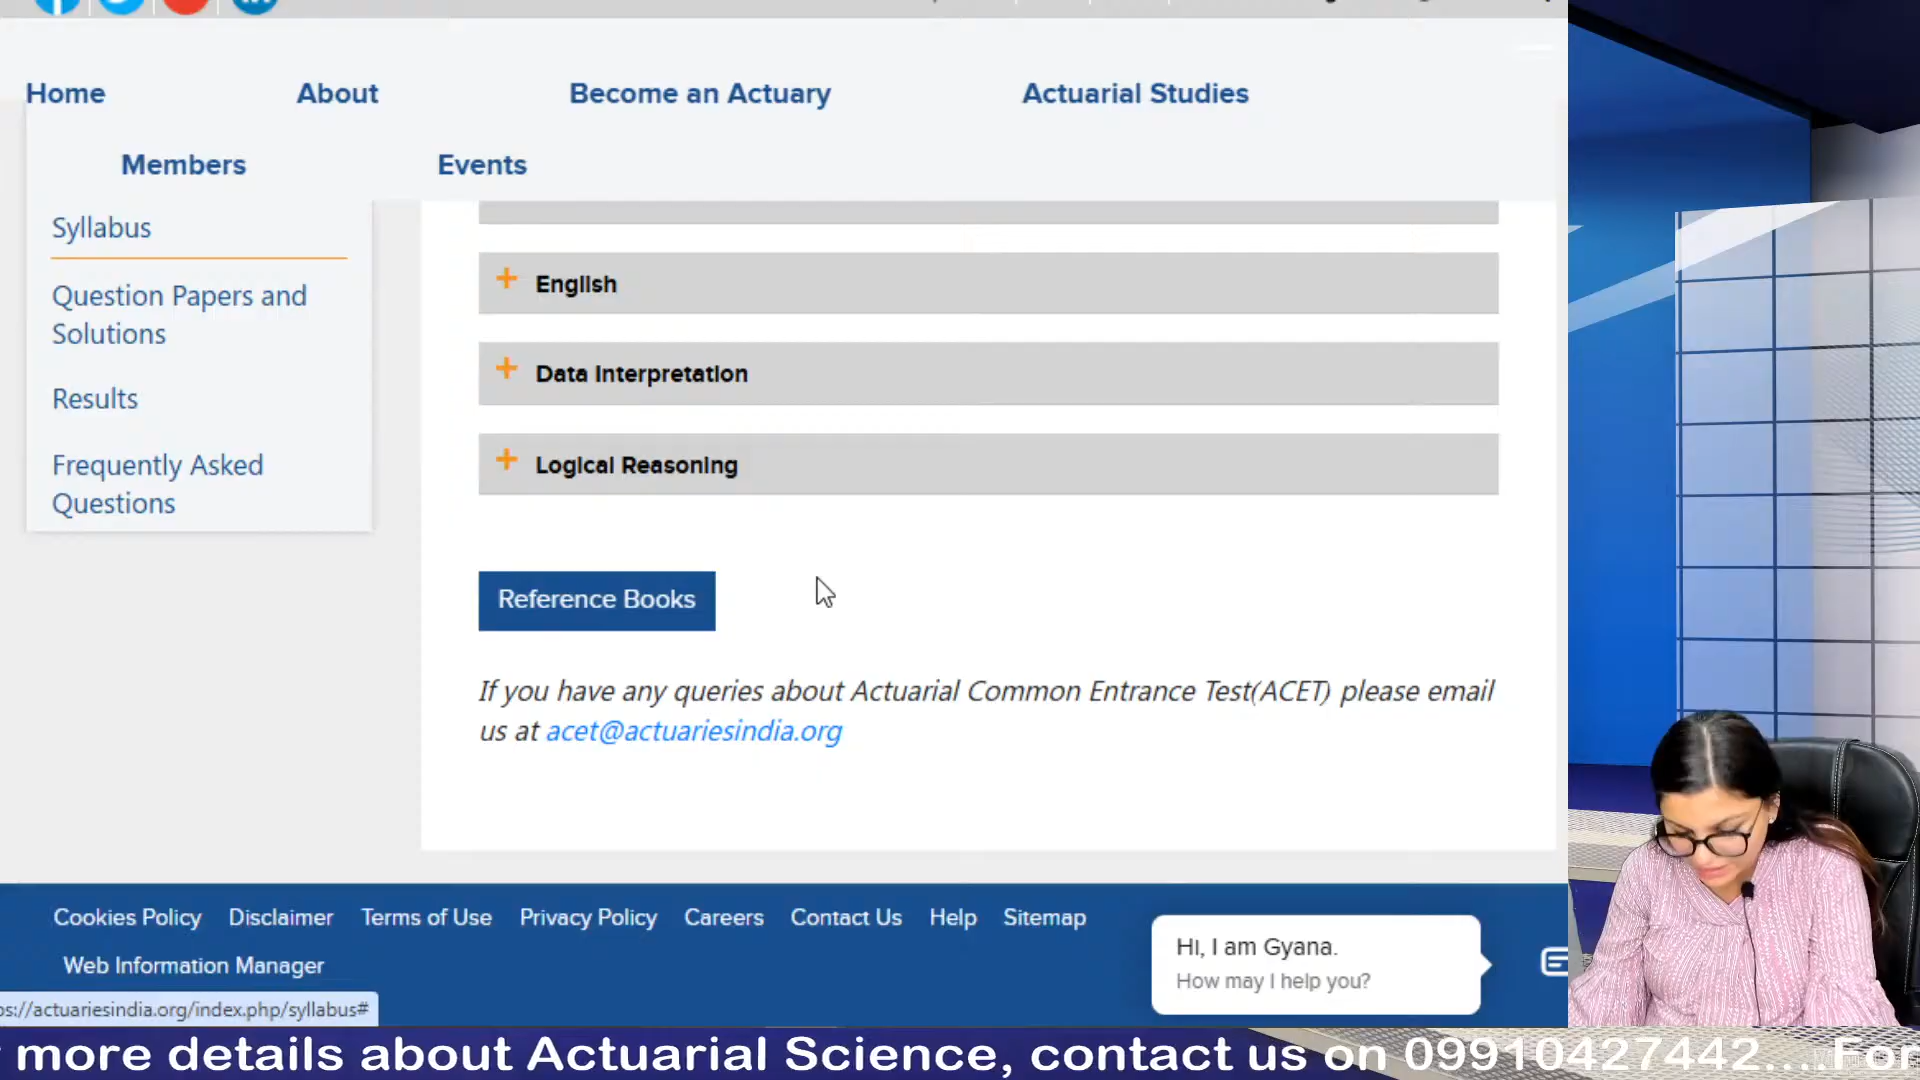 Home
About
Become an Actuary
Actuarial Studies
Members
Events
Syllabus
Question Papers and
Solutions
Results
Frequently Asked
Questions
+ English
+ Data Interpretation
+ Logical Reasoning
Reference Books
If you have any queries about Actuarial Common Entrance Test(ACET) please email
us at acet@actuariesindia.org
Cookies Policy
Disclaimer
Terms of Use
Privacy Policy
Careers
Contact Us
Help
Sitemap
Web Information Manager
Hi, I am Gyana.
How may I help you?
ps://actuariesindia.org/index.php/syllabus#
more details about Actuarial Science, contact us on 09910427442....For